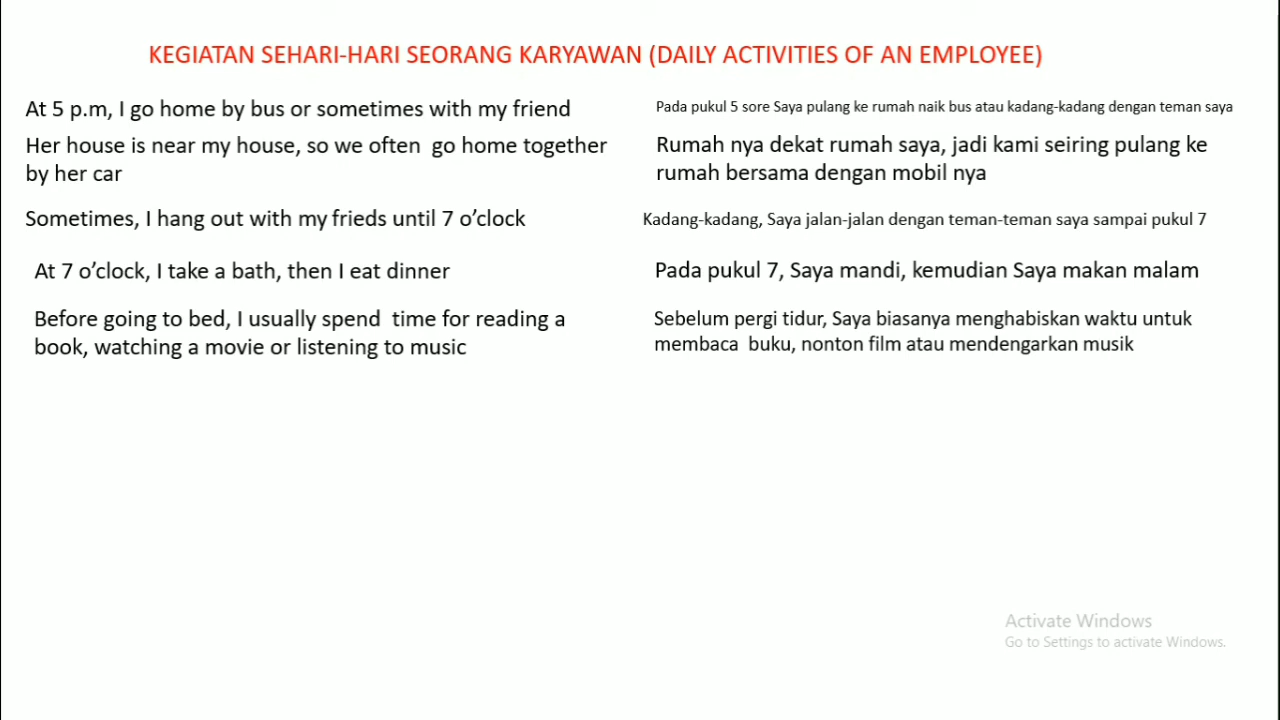 KEGIATAN SEHARI-HARI SEORANG KARYAWAN (DAILY ACTIVITIES OF AN EMPLOYEE)
At 5 p.m, I go home by bus or sometimes with my friend
Pada pukul 5 sore Saya pulang ke rumah naik bus atau kadang-kadang dengan teman saya
Her house is near my house, so we often  go home together
by her car
Rumah nya dekat rumah saya, jadi kami seiring pulang ke
rumah bersama dengan mobil nya
Sometimes, I hang out with my frieds until 7 o’clock
Kadang-kadang, Saya jalan-jalan dengan teman-teman saya sampai pukul 7
At 7 o’clock, I take a bath, then I eat dinner
Pada pukul 7, Saya mandi, kemudian Saya makan malam
Before going to bed, I usually spend  time for reading a
book, watching a movie or listening to music
Sebelum pergi tidur, Saya biasanya menghabiskan waktu untuk
membaca  buku, nonton film atau mendengarkan musik
Activate Windows
Go to Settings to activate Windows.